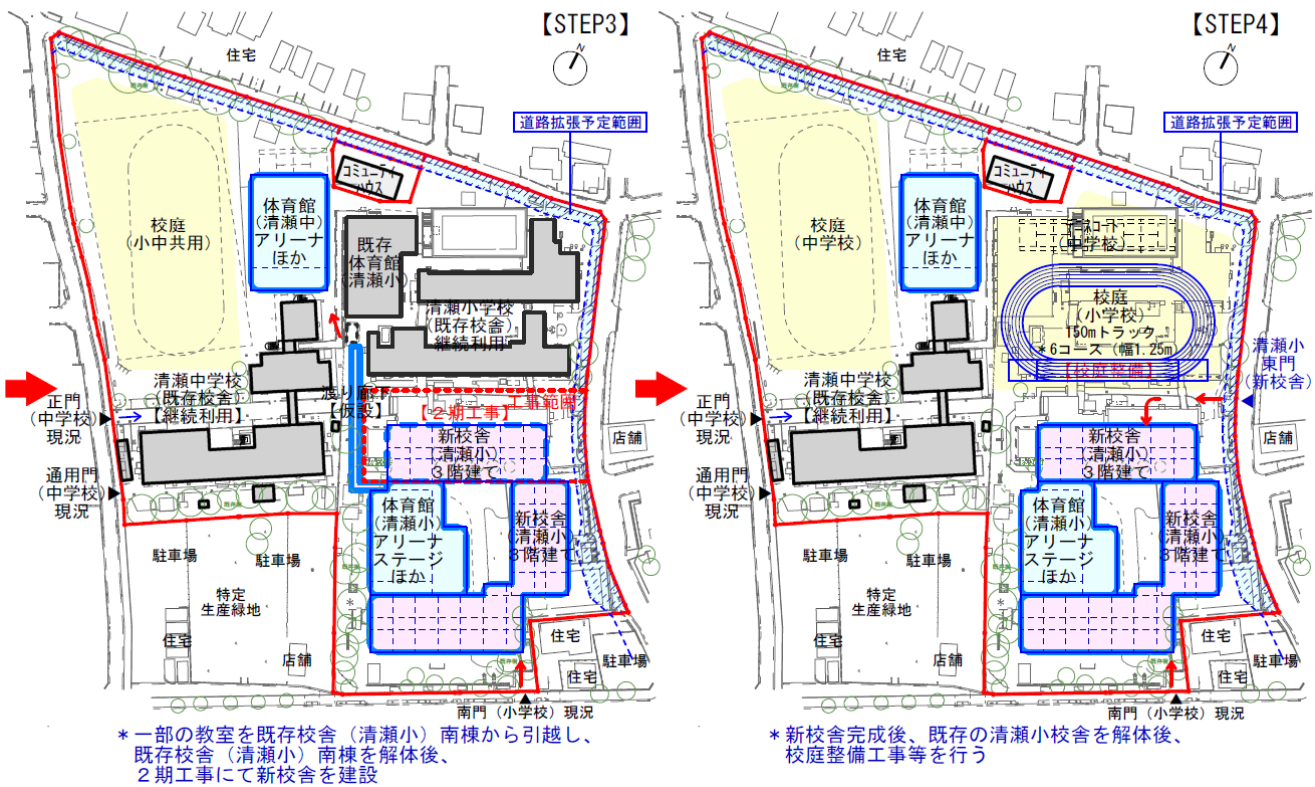 【STEP3】
N
住宅
道路拡張予定範囲
コミュニティ
ハウス
校庭
(小中共用)
体育館
(清瀬中)
アリーナ
ほか
既存
体育館
(清瀬小)
清瀬小学校
(既存校舎)
継続利用
清瀬中学校
(既存校舎)
【継続利用】
渡り廊下
【仮設】
工事範囲
【2期工事】
正門
(中学校)
現況
通用門
(中学校)
現況
新校舎
(清瀬小)
3階建て
店舗
体育館
(清瀬小)
アリーナ
ステージ
ほか
新校舎
(清瀬小)
3階建て
駐車場
駐車場
特定
生産緑地
住宅
店舗
住宅
駐車場
住宅
南門(小学校)現況
*一部の教室を既存校舎(清瀬小)南棟から引越し、
既存校舎(清瀬小)南棟を解体後、
2期工事にて新校舎を建設
【STEP4】
N
住宅
道路拡張予定範囲
コミュニティ
ハウス
校庭
(中学校)
体育館
(清瀬中)
アリーナ
ほか
テニスコート
(中学校)
校庭
(小学校)
150mトラック
*6コース(幅1.25m)
【校庭整備】
清瀬小
東門
(新校舎)
清瀬中学校
(既存校舎)
【継続利用】
正門
(中学校)
現況
通用門
(中学校)
現況
新校舎
(清瀬小)
3階建て
店舗
体育館
(清瀬小)
アリーナ
ステージ
ほか
新校舎
(清瀬小)
3階建て
駐車場
駐車場
特定
生産緑地
住宅
店舗
住宅
駐車場
住宅
南門(小学校)現況
*新校舎完成後、既存の清瀬小校舎を解体後、
校庭整備工事等を行う